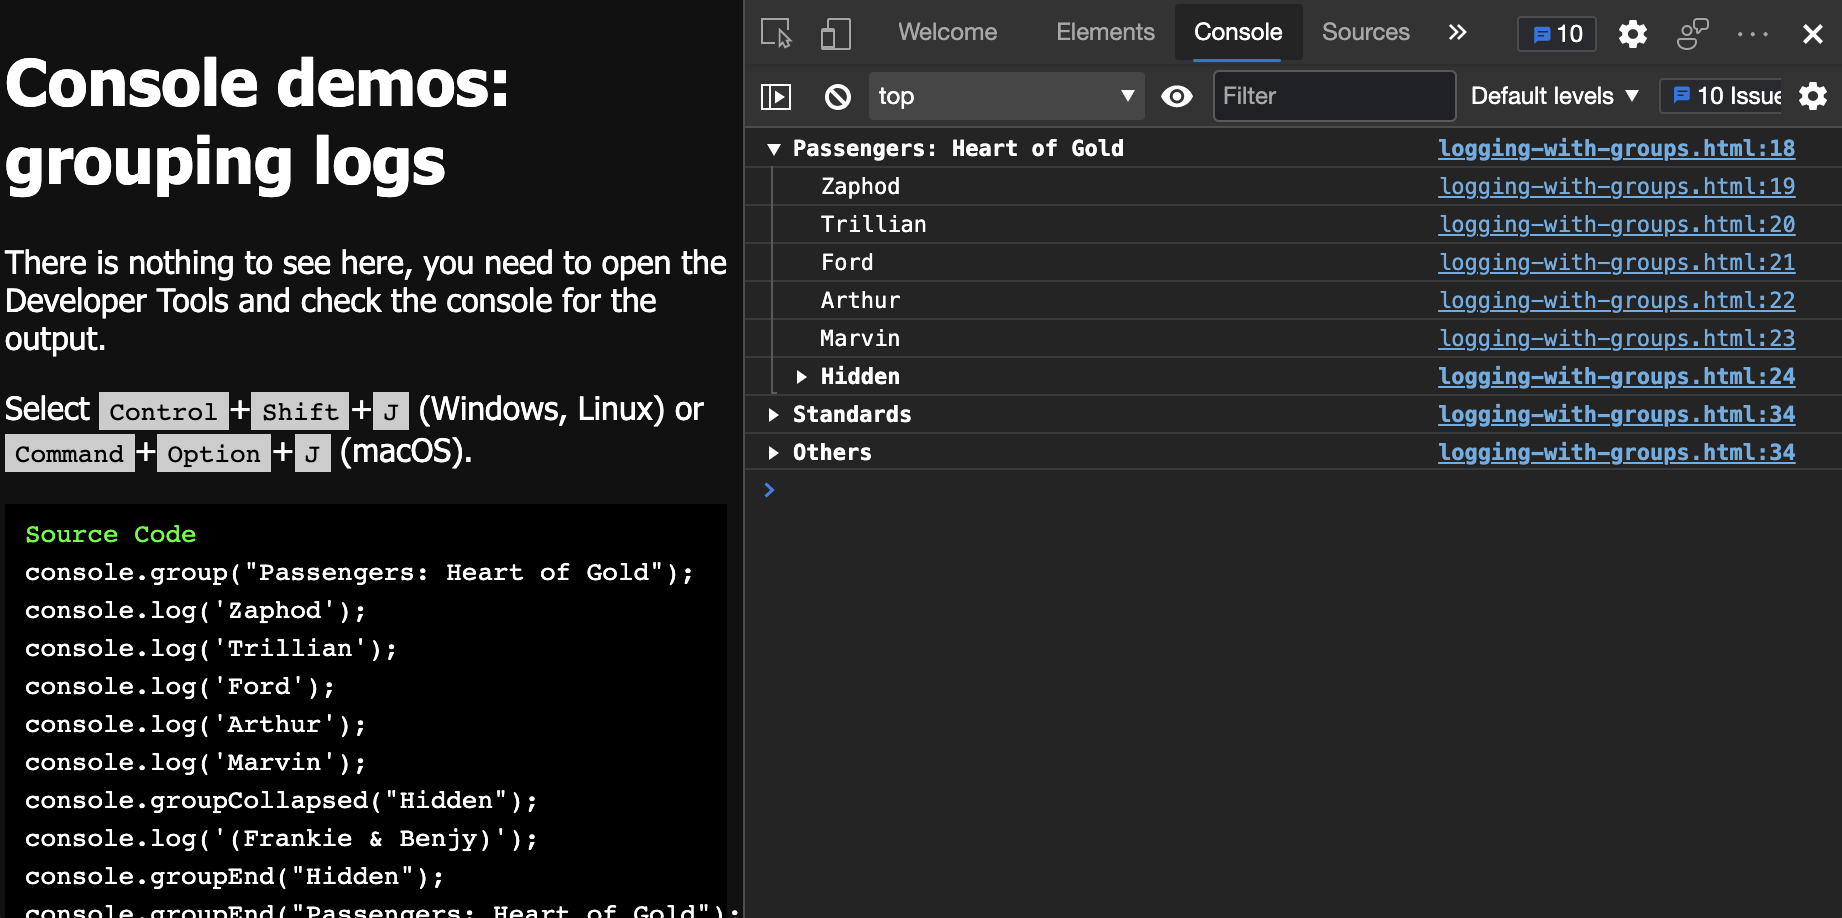 Console demos:
grouping logs
There is nothing to see here, you need to open the
Developer Tools and check the console for the
output.
Select Control+Shift+J (Windows, Linux) or
Command+Option+J (macOS).
Source Code
console.group("Passengers: Heart of Gold");
console.log('Zaphod');
console.log('Trillian');
console.log('Ford');
console.log('Arthur');
console.log('Marvin');
console.groupCollapsed("Hidden");
console.log('(Frankie & Benjy)');
console.groupEnd("Hidden");
console.groupEnd("Passengers: Heart of Gold");
Welcome Elements Console Sources 10
top Filter Default levels 10 Issue
Passengers: Heart of Gold logging-with-groups.html:18
Zaphod logging-with-groups.html:19
Trillian logging-with-groups.html:20
Ford logging-with-groups.html:21
Arthur logging-with-groups.html:22
Marvin logging-with-groups.html:23
Hidden logging-with-groups.html:24
Standards logging-with-groups.html:34
Others logging-with-groups.html:34